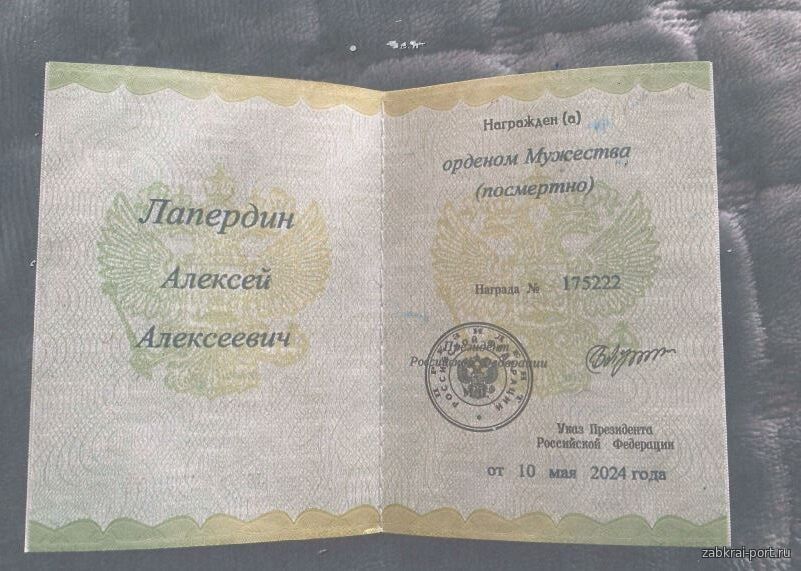 Лапердин
Алексей
Алексеевич
Награжден (а)
орденом Мужества
(посмертно)
Награда № 175222
Президент
Российской Федерации
Указ Президента
Российской Федерации
от 10 мая 2024 года
zabkrai-port.ru